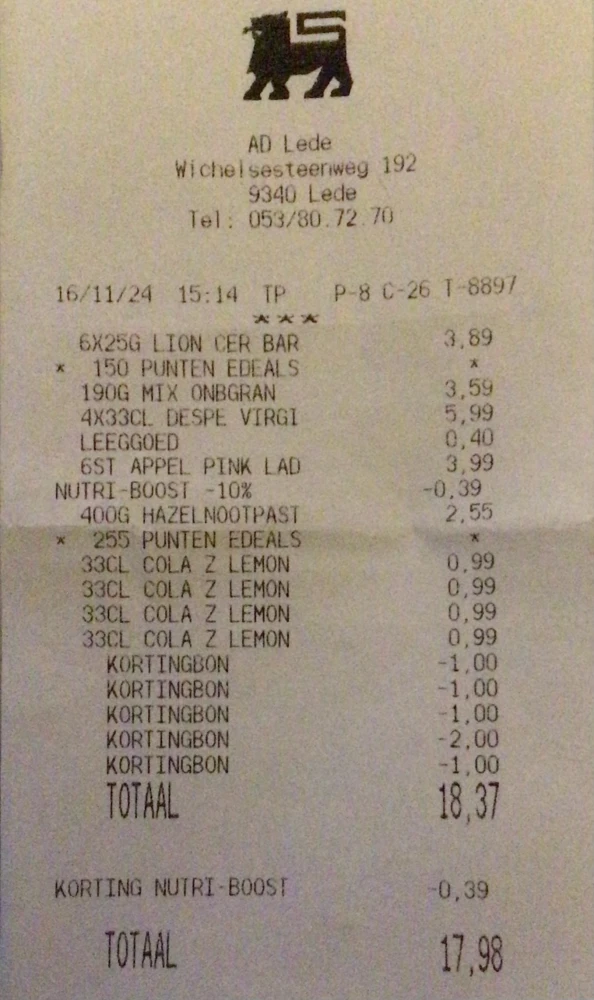 AD Lede
Wichelsesteenweg 192
9340 Lede
Tel: 053/80.72.70
16/11/24 15:14 TP P-8 C-26 T-8897
***
6X25G LION CER BAR 3,89
* 150 PUNTEN EDEALS *
190G MIX ONBGRAN 3,59
4X33CL DESPE VIRGI 5,99
LEEGGOED 0,40
6ST APPEL PINK LAD 3,99
NUTRI-BOOST -10% -0,39
400G HAZELNOOTPAST 2,55
* 255 PUNTEN EDEALS *
33CL COLA Z LEMON 0,99
33CL COLA Z LEMON 0,99
33CL COLA Z LEMON 0,99
33CL COLA Z LEMON 0,99
KORTINGBON -1,00
KORTINGBON -1,00
KORTINGBON -1,00
KORTINGBON -2,00
KORTINGBON -1,00
TOTAAL 18,37
KORTING NUTRI-BOOST -0,39
TOTAAL 17,98